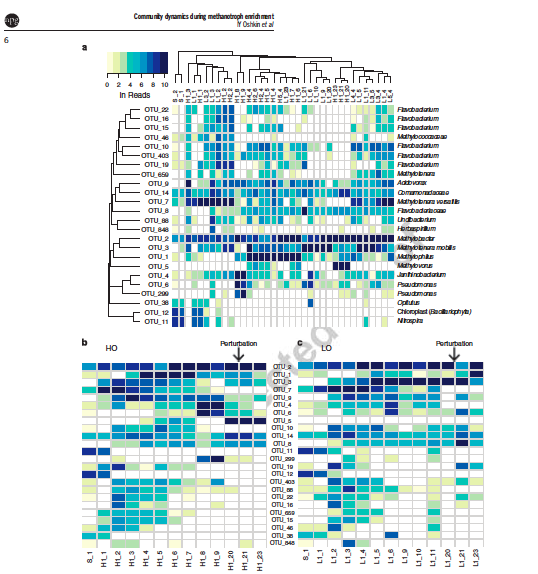 Community dynamics during methanotroph enrichment
IY Oshkin et al
6
a
0 2 4 6 8 10
ln Reads
OTU_22 Flavobacterium
OTU_16 Flavobacterium
OTU_15 Flavobacterium
OTU_46 Methylococcaceae
OTU_10 Flavobacterium
OTU_403 Flavobacterium
OTU_19 Flavobacterium
OTU_659 Methylotenera
OTU_9 Acidovorax
OTU_14 Comamonadaceae
OTU_7 Methylotenera versatilis
OTU_8 Flavobacteriaceae
OTU_88 Undibacterium
OTU_848 Herbaspirillum
OTU_2 Methylobacter
OTU_3 Methylotenera mobilis
OTU_1 Methylophilus
OTU_5 Methylovorus
OTU_4 Janthinobacterium
OTU_6 Pseudomonas
OTU_299 Pseudomonas
OTU_38 Opitutus
OTU_12 Chloroplast (Bacillariophyta)
OTU_11 Nitrospira
b HO Perturbation
c LO Perturbation
OTU_2
OTU_1
OTU_3
OTU_7
OTU_9
OTU_4
OTU_6
OTU_5
OTU_10
OTU_14
OTU_8
OTU_11
OTU_299
OTU_19
OTU_12
OTU_403
OTU_88
OTU_22
OTU_16
OTU_659
OTU_15
OTU_46
OTU_38
OTU_848
S_1 H1_1 H1_2 H1_3 H1_4 H1_5 H1_6 H1_7 H1_8 H1_9 H1_20 H1_21 H1_23
S_1 L1_1 L1_2 L1_3 L1_4 L1_5 L1_6 L1_9 L1_10 L1_11 L1_20 L1_21 L1_23